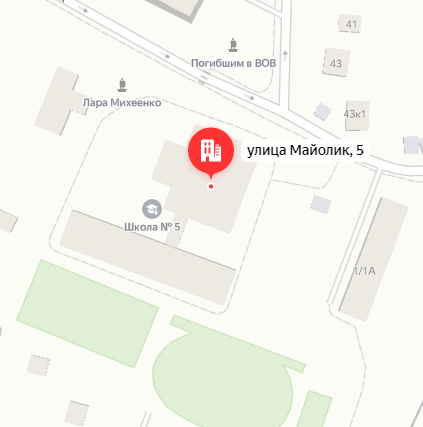 41
Погибшим в ВОВ
43
Лара Михеенко
43к1
улица Майолик, 5
Школа № 5
1/1А